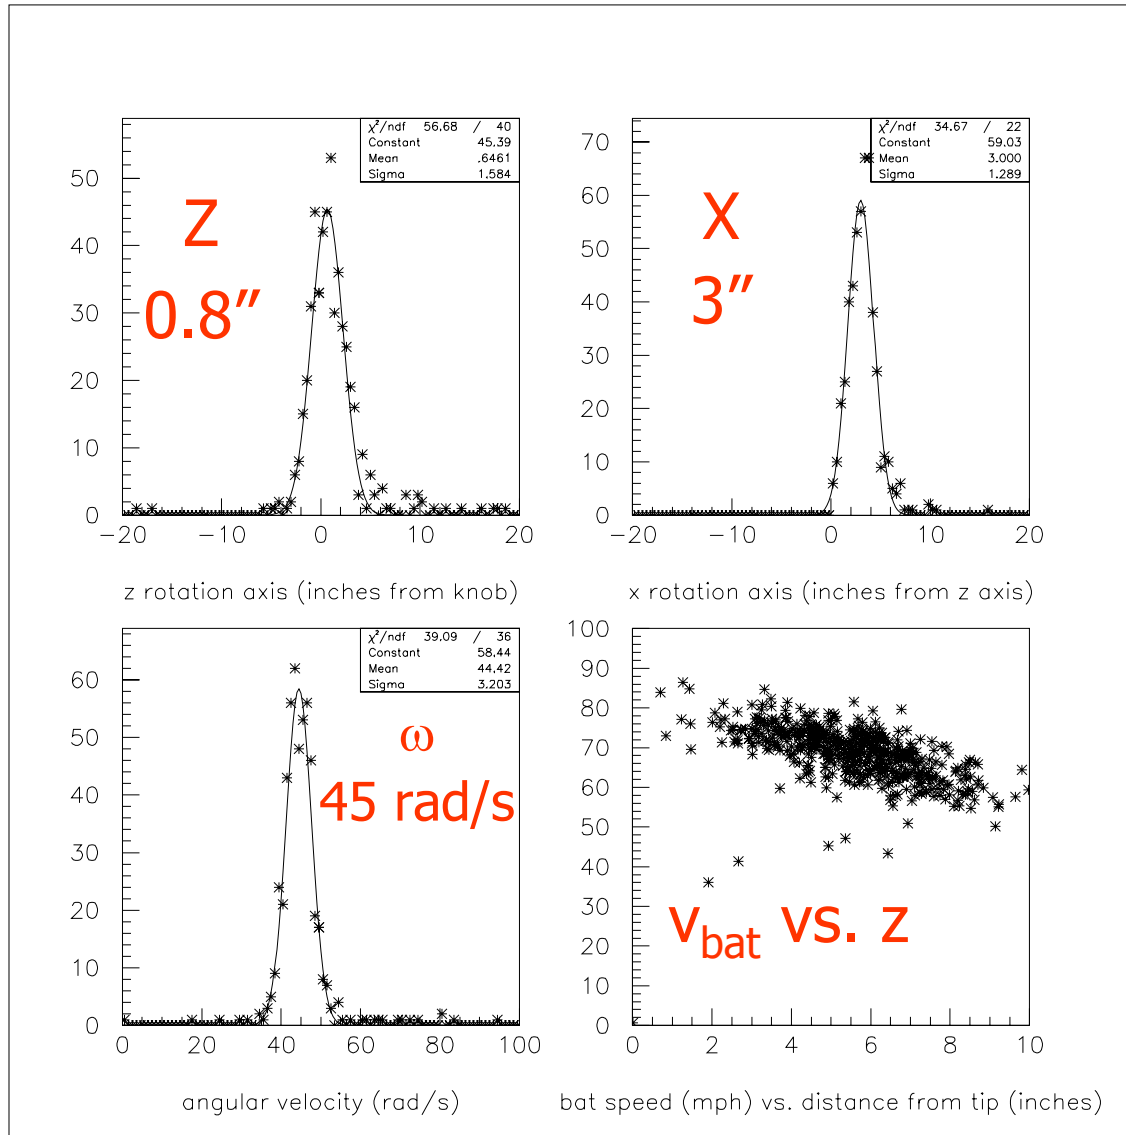 χ²/ndf 56.68 / 40
Constant 45.39
Mean .6461
Sigma 1.584
Z
0.8″
50
40
30
20
10
0
−20 −10 0 10 20
z rotation axis (inches from knob)
χ²/ndf 34.67 / 22
Constant 59.03
Mean 3.000
Sigma 1.289
X
3″
70
60
50
40
30
20
10
0
−20 −10 0 10 20
x rotation axis (inches from z axis)
χ²/ndf 39.09 / 36
Constant 58.44
Mean 44.42
Sigma 3.203
ω
45 rad/s
60
50
40
30
20
10
0
0 20 40 60 80 100
angular velocity (rad/s)
100
90
80
70
60
50
40
30
20
10
0
v_bat vs. z
0 2 4 6 8 10
bat speed (mph) vs. distance from tip (inches)